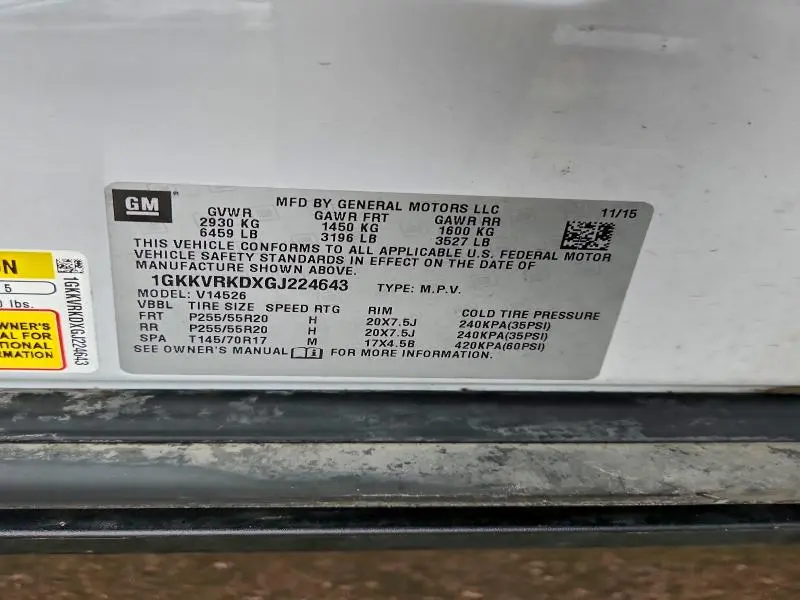 GM
MFD BY GENERAL MOTORS LLC
11/15
GVWR GAWR FRT GAWR RR
2930 KG 1450 KG 1600 KG
6459 LB 3196 LB 3527 LB
THIS VEHICLE CONFORMS TO ALL APPLICABLE U.S. FEDERAL MOTOR
VEHICLE SAFETY STANDARDS IN EFFECT ON THE DATE OF
MANUFACTURE SHOWN ABOVE.
1GKKVRKDXGJ224643 TYPE: M.P.V.
MODEL: V14526
VBBL TIRE SIZE SPEED RTG RIM COLD TIRE PRESSURE
FRT P255/55R20 H 20X7.5J 240KPA(35PSI)
RR P255/55R20 H 20X7.5J 240KPA(35PSI)
SPA T145/70R17 M 17X4.5B 420KPA(60PSI)
SEE OWNER'S MANUAL FOR MORE INFORMATION.
ON
5
lbs.
WNER'S
AL FOR
TIONAL
RMATION
1GKKVRKDXGJ224643